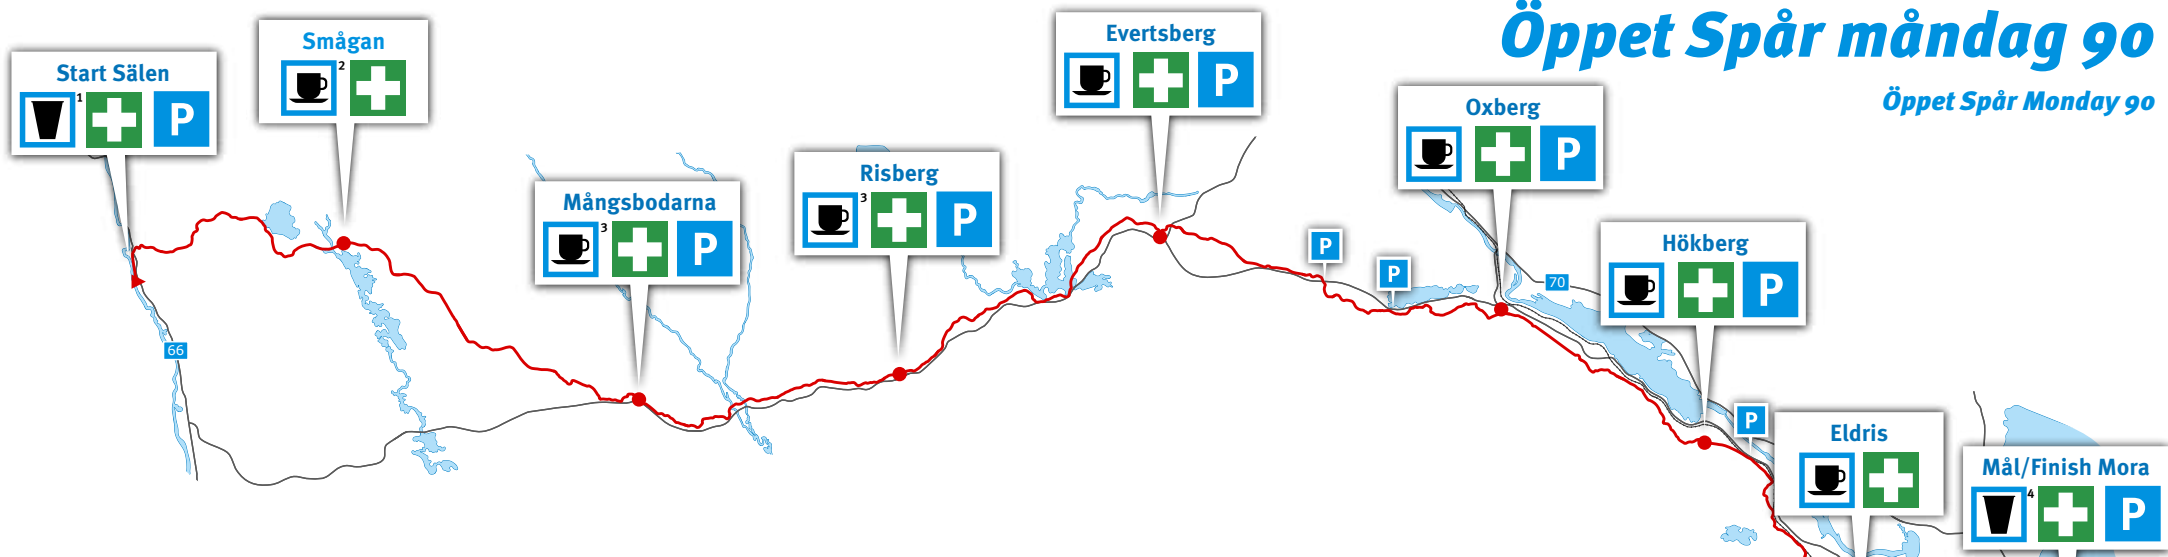 Öppet Spår måndag 90
Öppet Spår Monday 90
Start Sälen
1
P
Smågan
2
Mångsbodarna
3
P
Risberg
3
P
Evertsberg
P
Oxberg
P
Hökberg
P
Eldris
Mål/Finish Mora
4
P
P
P
P
66
70